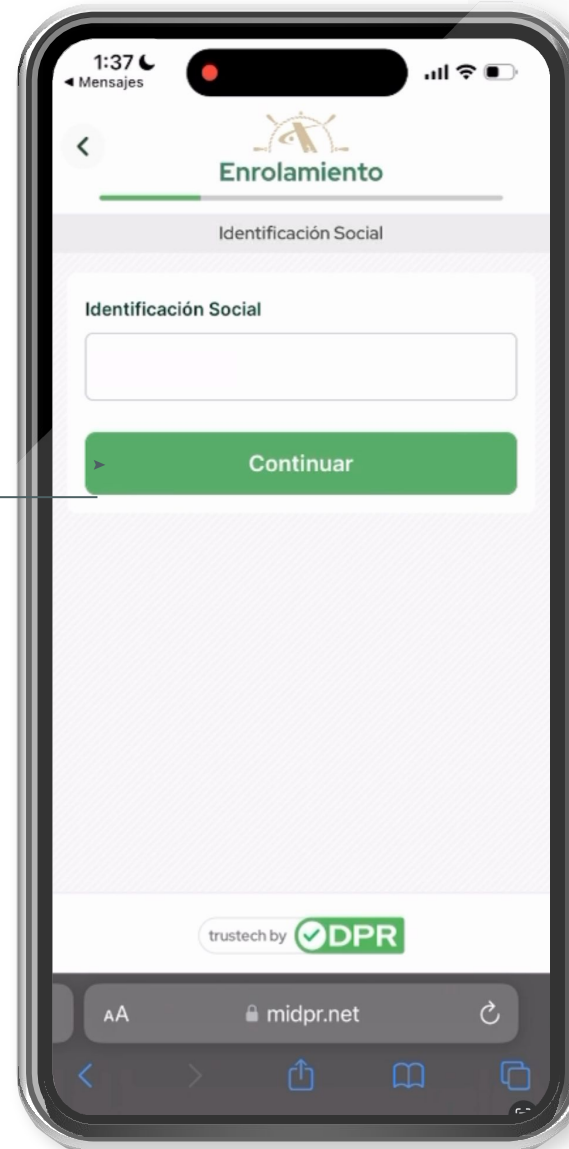 1:37
◄ Mensajes
Enrolamiento
Identificación Social
Identificación Social
Continuar
trustech by DPR
AA
midpr.net